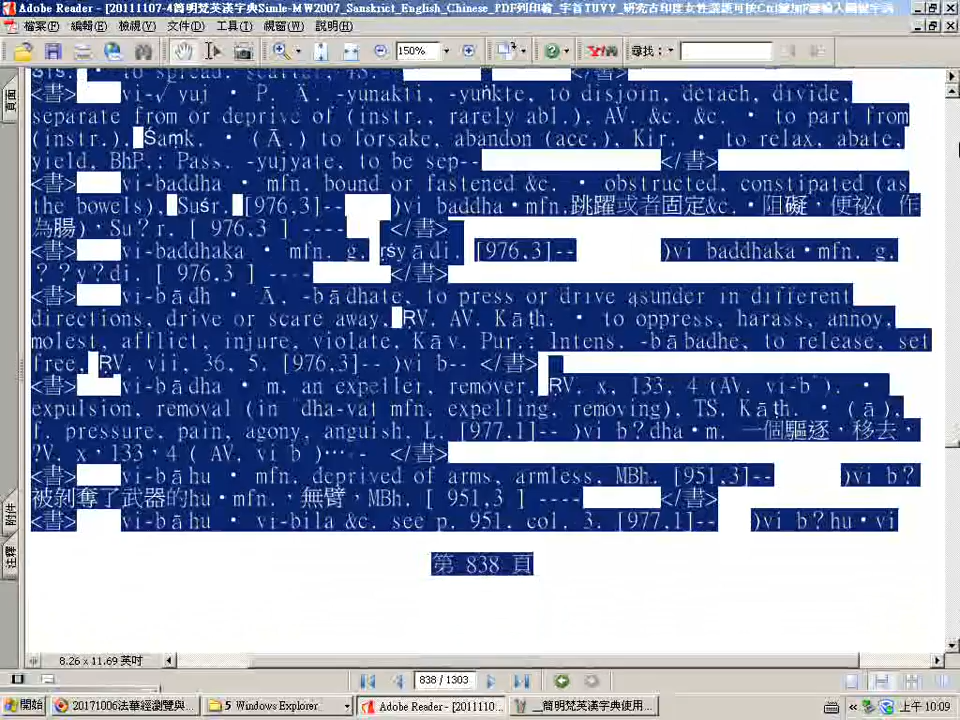 Adobe Reader - [20111107-4簡明梵英漢字典Simle-MW2007_Sanskrict_English_Chinese_PDF列印檔_字首TUVY_研究古印度女性語請可按Ctrl鍵加F鍵輸入關鍵字詞
檔案(F) 編輯(E) 檢視(V) 文件(D) 工具(T) 視窗(W) 說明(H)
150% 尋找：
頁面
vi-√ yuj • P. Ā. -yunakti, -yuṅkte, to disjoin, detach, divide,
<書> separate from or deprive of (instr., rarely abl.), AV. &c. &c. • to part from
(instr.), Śaṃk. • (Ā.) to forsake, abandon (acc.), Kir. • to relax, abate,
yield, BhP.: Pass. -yujyate, to be sep-- </書>
<書> vi-baddha • mfn. bound or fastened &c. • obstructed, constipated (as
the bowels), Suśr. [976,3]-- )vi baddha•mfn.跳躍或者固定&c.•阻礙，便祕( 作
為腸)，Su?r. [ 976,3 ] ---- </書>
<書> vi-baddhaka • mfn. g. ṛśyādi. [976,3]-- )vi baddhaka•mfn. g.
??y?di. [ 976,3 ] ---- </書>
<書> vi-bādh • Ā. -bādhate, to press or drive asunder in different
directions, drive or scare away, ṚV. AV. Kāṭh. • to oppress, harass, annoy,
molest, afflict, injure, violate, Kāv. Pur.: Intens. -bābadhe, to release, set
free, ṚV. vii, 36, 5. [976,3]-- )vi b-- </書>
<書> vi-bādha • m. an expeller, remover, ṚV. x, 133, 4 (AV. vi-b°). •
expulsion, removal (in °dha-vat mfn. expelling, removing), TS. Kāṭh. • (ā),
f. pressure, pain, agony, anguish, L. [977,1]-- )vi b?dha•m. 一個驅逐，移去，
?V. x，133，4 ( AV. vi b )…- </書>
<書> vi-bāhu • mfn. deprived of arms, armless, MBh. [951,3]-- )vi b?
被剝奪了武器的hu•mfn.，無臂，MBh. [ 951,3 ] ---- </書>
<書> vi-bāhu • vi-bila &c. see p. 951, col. 3. [977,1]-- )vi b?hu•vi
附件
註釋
第 838 頁
8.26 x 11.69 英吋
838 / 1303
開始 20171006法華經瀏覽與... 5 Windows Explorer Adobe Reader - [2011110... __簡明梵英漢字典使用... 上午 10:09